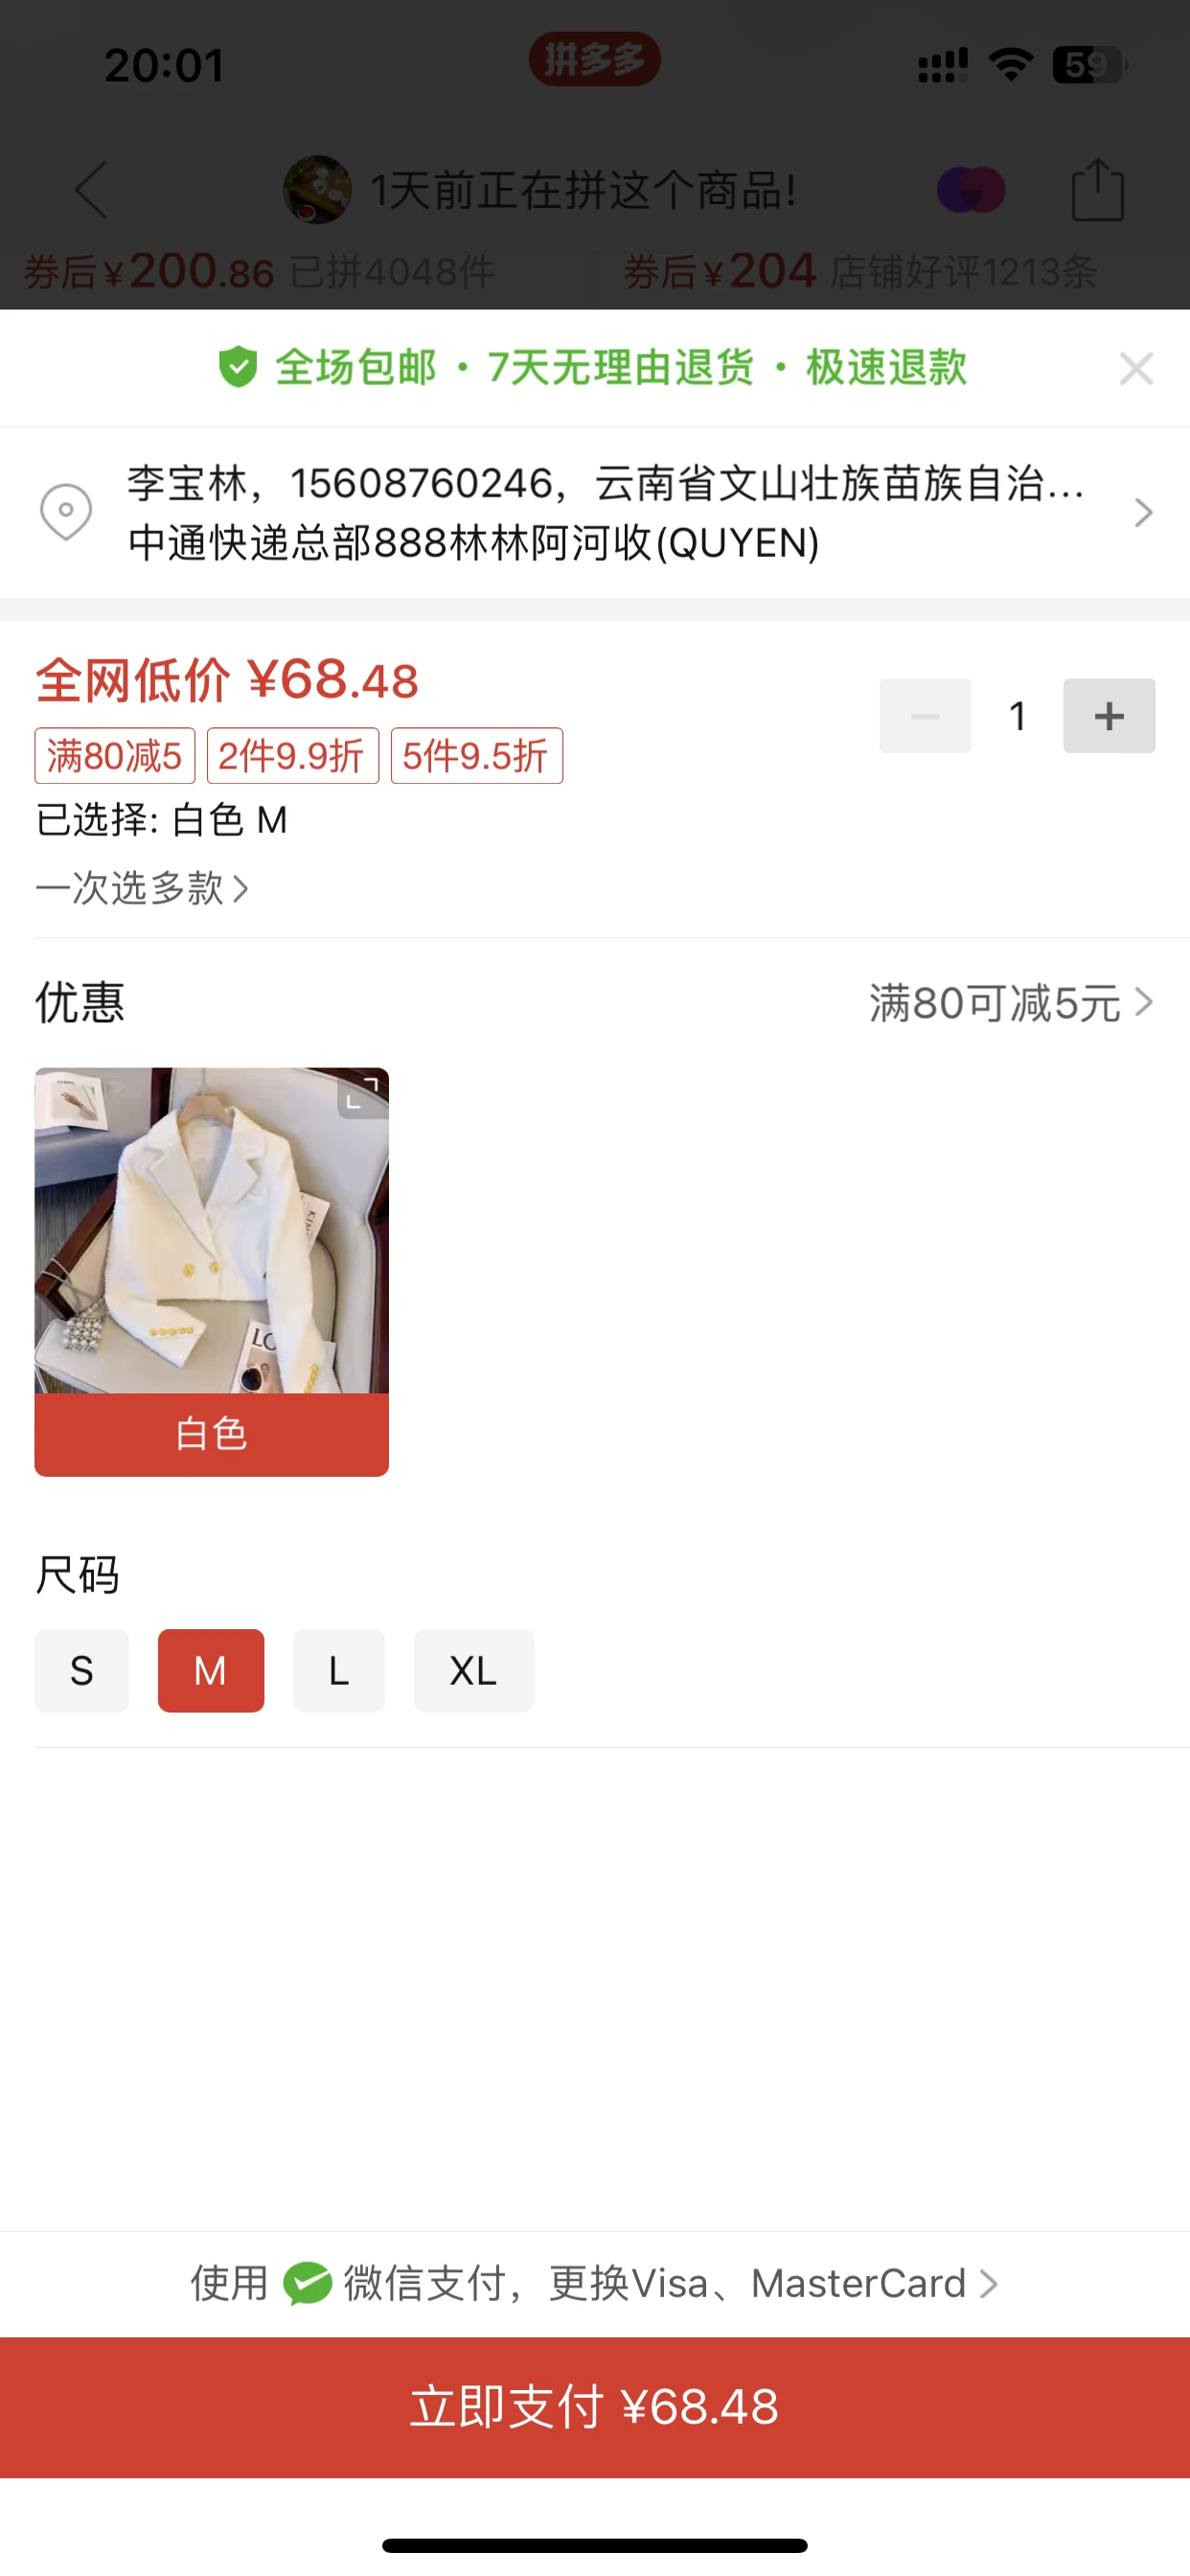 20:01
拼多多
59
1天前正在拼这个商品!
券后¥200.86 已拼4048件
券后¥204 店铺好评1213条
全场包邮 · 7天无理由退货 · 极速退款
李宝林，15608760246，云南省文山壮族苗族自治...
中通快递总部888林林阿河收(QUYEN)
全网低价 ¥68.48
1
满80减5
2件9.9折
5件9.5折
已选择: 白色 M
一次选多款
优惠
满80可减5元
白色
尺码
S
M
L
XL
使用 微信支付，更换Visa、MasterCard
立即支付 ¥68.48